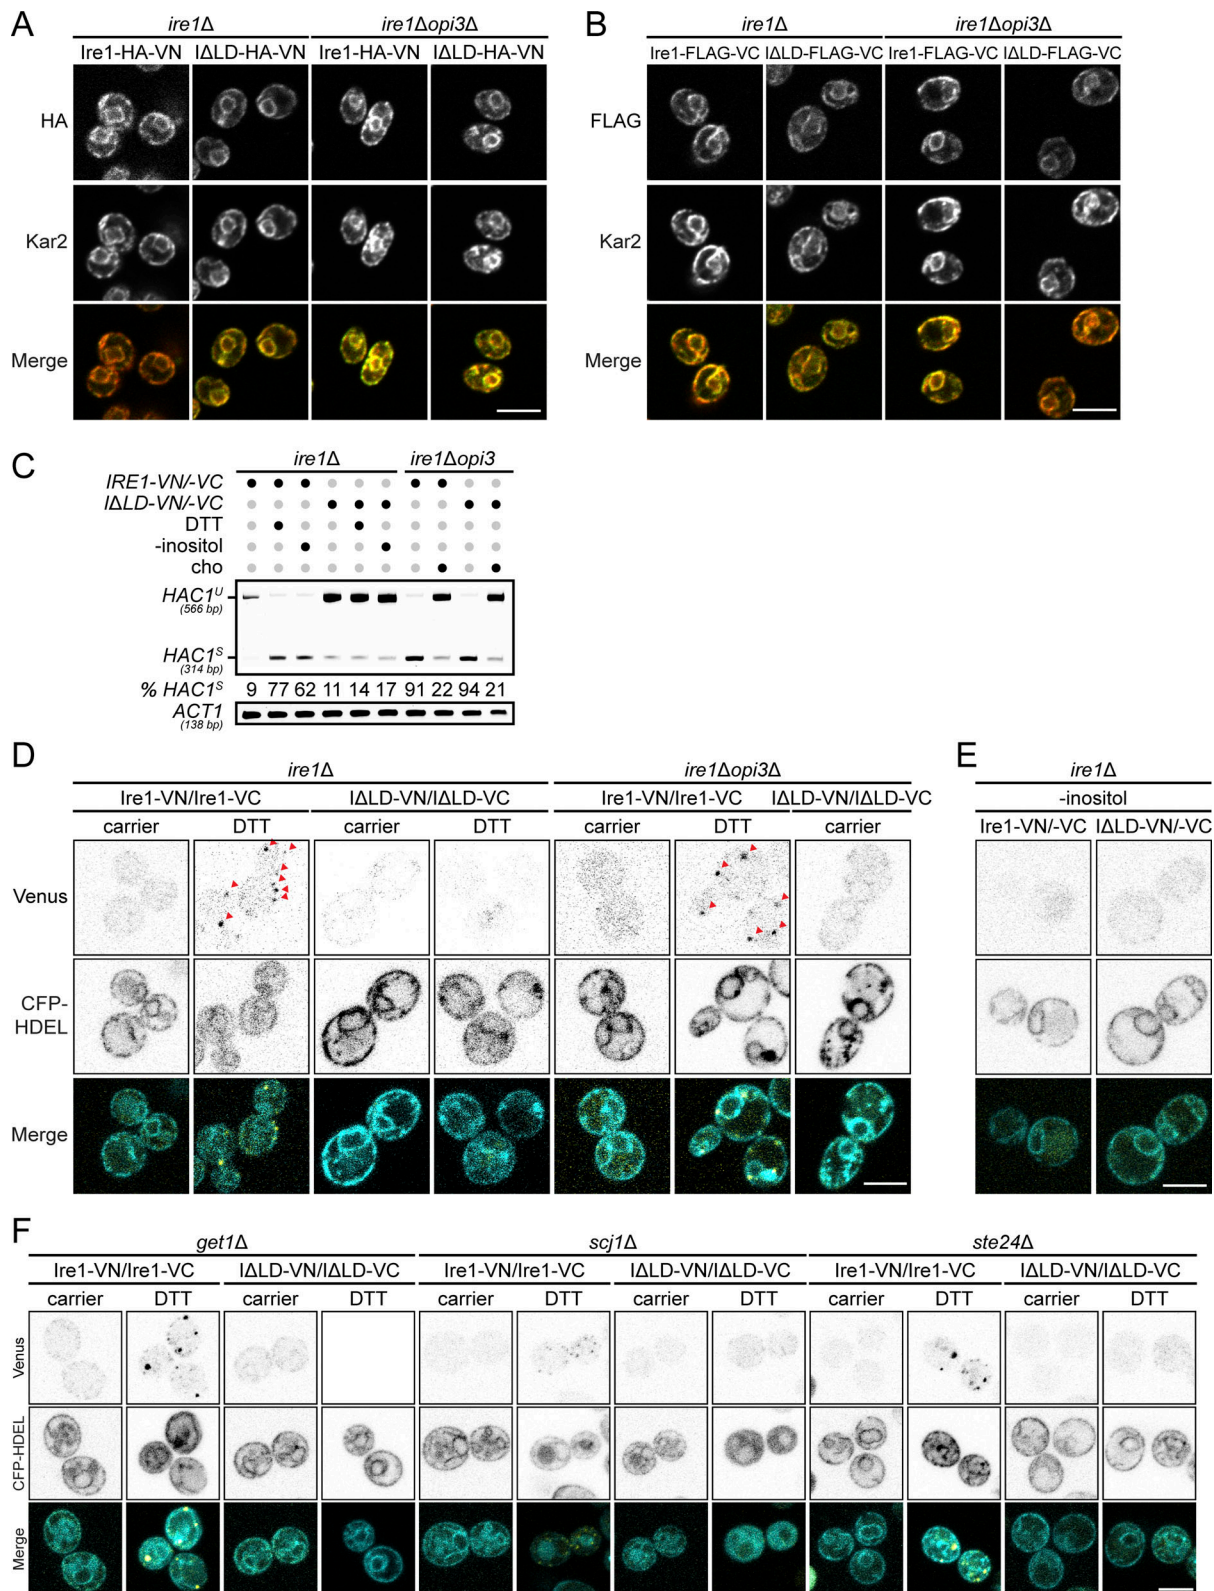 A
ire1Δ ire1Δopi3Δ
Ire1-HA-VN IΔLD-HA-VN Ire1-HA-VN IΔLD-HA-VN
HA
Kar2
Merge
B
ire1Δ ire1Δopi3Δ
Ire1-FLAG-VC IΔLD-FLAG-VC Ire1-FLAG-VC IΔLD-FLAG-VC
FLAG
Kar2
Merge
C
ire1Δ ire1Δopi3
IRE1-VN/-VC
IΔLD-VN/-VC
DTT
-inositol
cho
HAC1ᵁ
(566 bp)
HAC1ˢ
(314 bp)
% HAC1ˢ 9 77 62 11 14 17 91 22 94 21
ACT1
(138 bp)
D
ire1Δ ire1Δopi3Δ
Ire1-VN/Ire1-VC IΔLD-VN/IΔLD-VC Ire1-VN/Ire1-VC IΔLD-VN/IΔLD-VC
carrier DTT carrier DTT carrier DTT carrier
Venus
CFP-
HDEL
Merge
E
ire1Δ
-inositol
Ire1-VN/-VC IΔLD-VN/-VC
F
get1Δ scj1Δ ste24Δ
Ire1-VN/Ire1-VC IΔLD-VN/IΔLD-VC Ire1-VN/Ire1-VC IΔLD-VN/IΔLD-VC Ire1-VN/Ire1-VC IΔLD-VN/IΔLD-VC
carrier DTT carrier DTT carrier DTT carrier DTT carrier DTT carrier DTT
Venus
CFP-HDEL
Merge